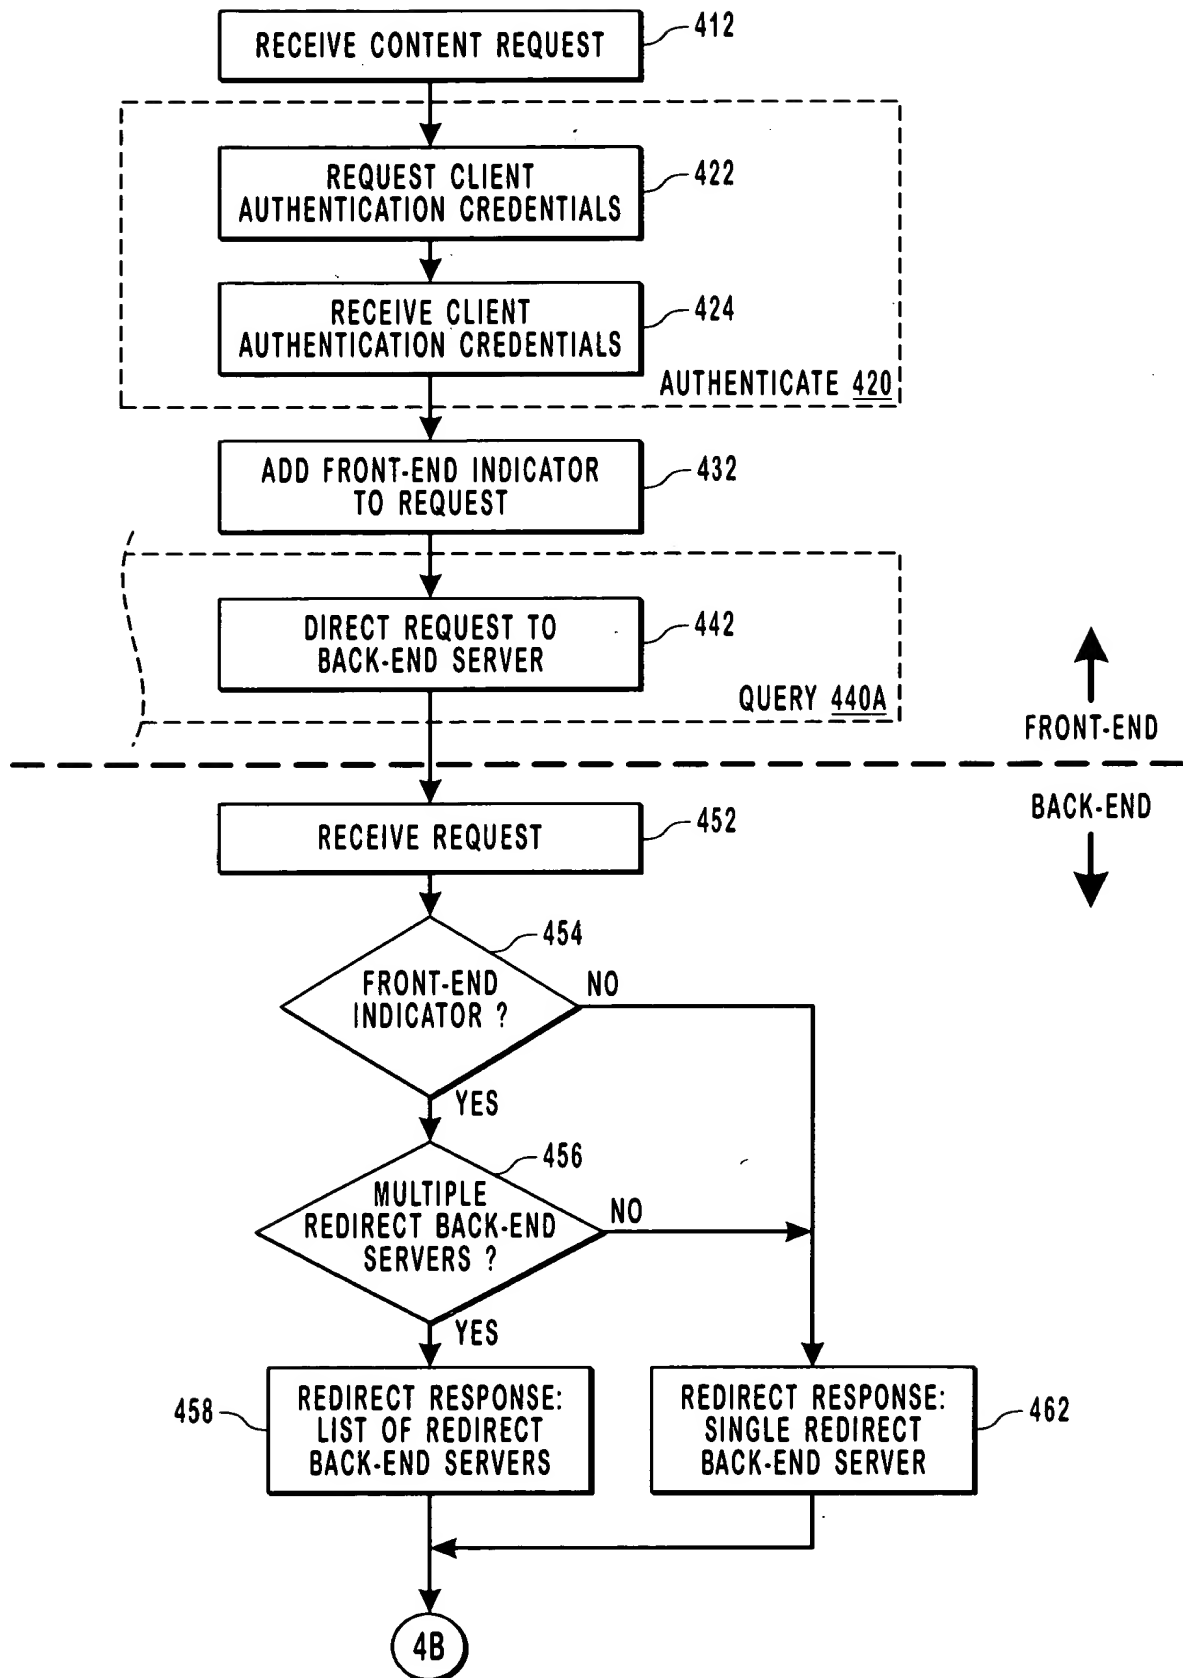 RECEIVE CONTENT REQUEST
412
REQUEST CLIENT
AUTHENTICATION CREDENTIALS
422
RECEIVE CLIENT
AUTHENTICATION CREDENTIALS
424
AUTHENTICATE 420
ADD FRONT-END INDICATOR
TO REQUEST
432
DIRECT REQUEST TO
BACK-END SERVER
442
QUERY 440A
FRONT-END
BACK-END
RECEIVE REQUEST
452
454
FRONT-END
INDICATOR ?
NO
YES
456
MULTIPLE
REDIRECT BACK-END
SERVERS ?
NO
YES
458
REDIRECT RESPONSE:
LIST OF REDIRECT
BACK-END SERVERS
REDIRECT RESPONSE:
SINGLE REDIRECT
BACK-END SERVER
462
4B